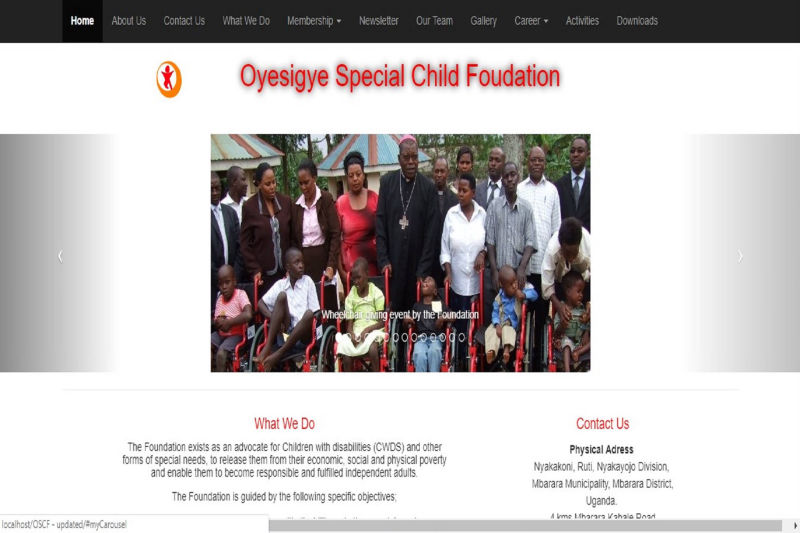 Home About Us Contact Us What We Do Membership Newsletter Our Team Gallery Career Activities Downloads
Oyesigye Special Child Foudation
Wheelchair giving event by the Foundation
What We Do
The Foundation exists as an advocate for Children with disabilities (CWDS) and other
forms of special needs, to release them from their economic, social and physical poverty
and enable them to become responsible and fulfilled independent adults.
The Foundation is guided by the following specific objectives;
Contact Us
Physical Adress
Nyakakoni, Ruti, Nyakayojo Division,
Mbarara Municipality, Mbarara District,
Uganda.
4 kms Mbarara Kabale Road
localhost/OSCF - updated/#myCarousel